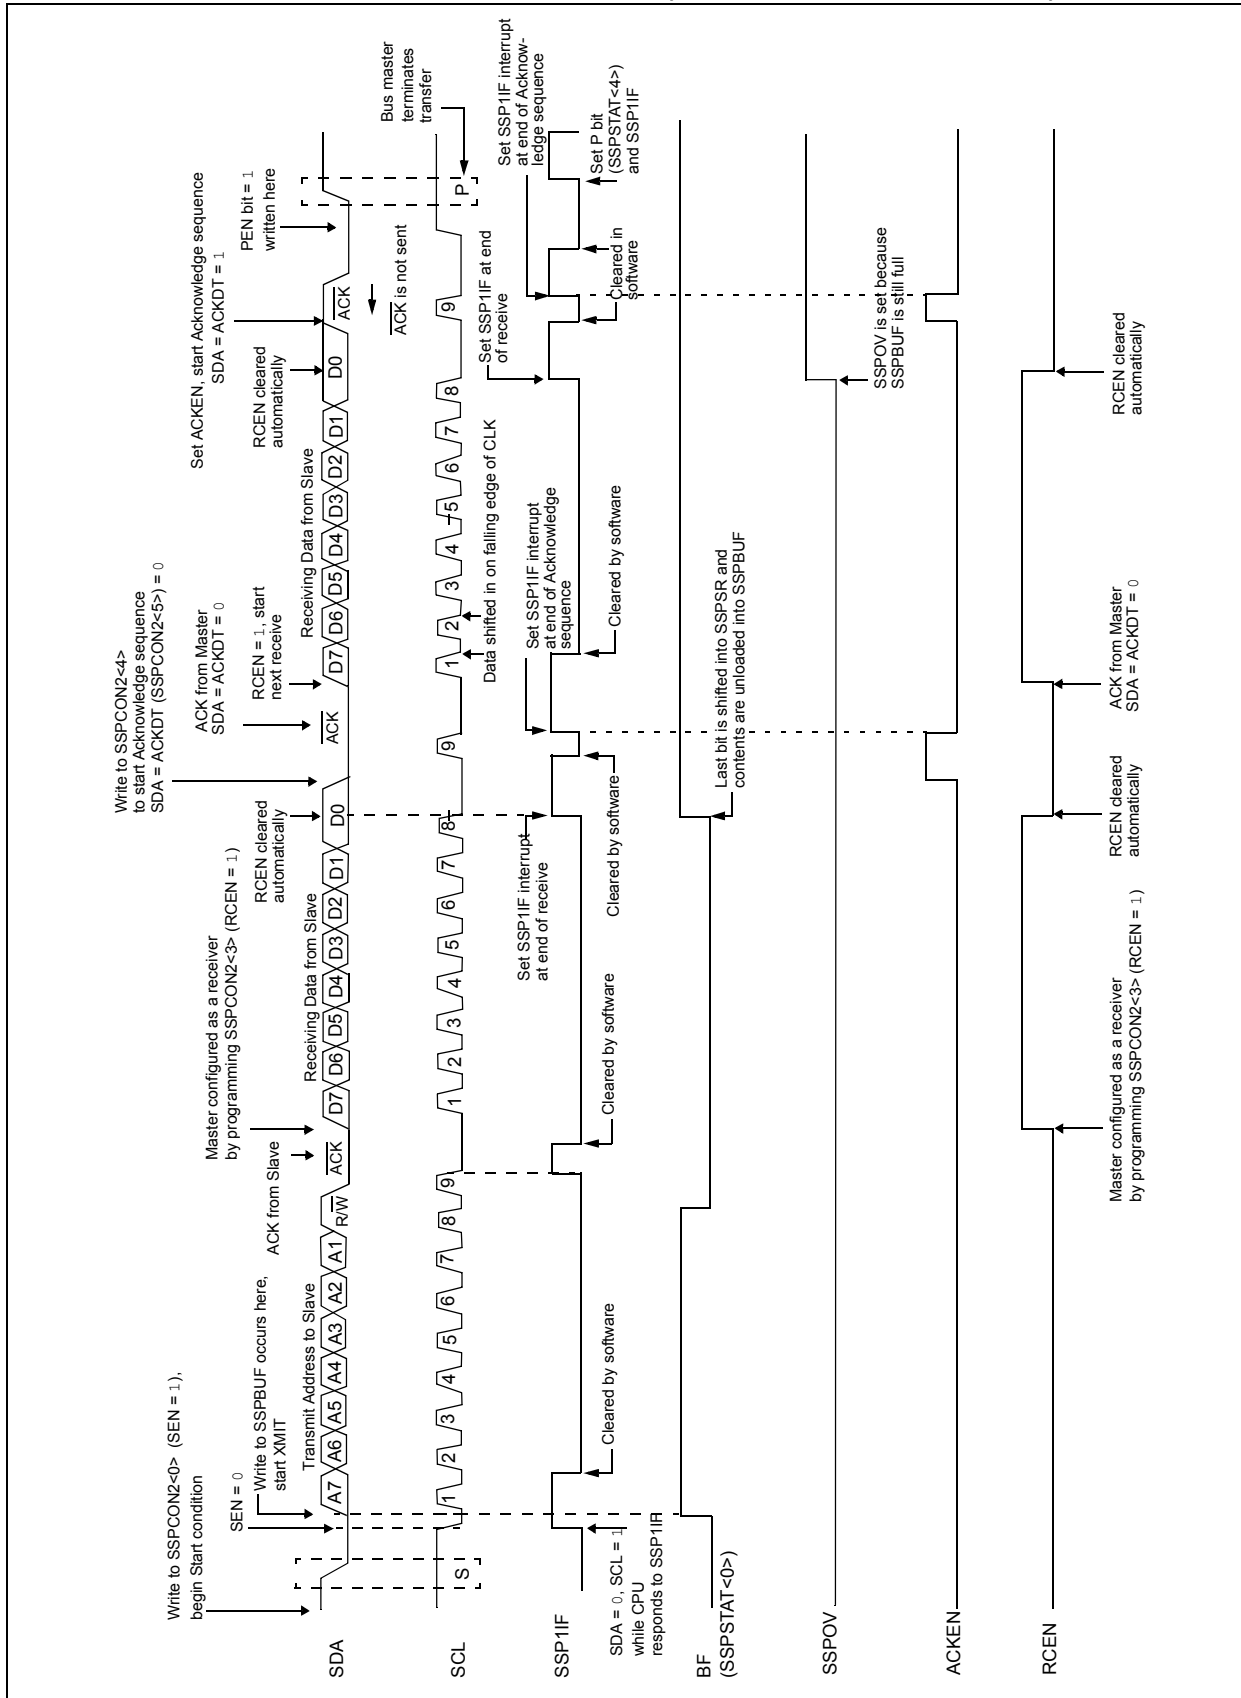 Write to SSPCON2<0> (SEN = 1),
begin Start condition
SEN = 0
Write to SSPBUF occurs here,
start XMIT
ACK from Slave
Master configured as a receiver
by programming SSPCON2<3> (RCEN = 1)
RCEN cleared
automatically
Write to SSPCON2<4>
to start Acknowledge sequence
SDA = ACKDT (SSPCON2<5>) = 0
ACK from Master
SDA = ACKDT = 0
RCEN = 1, start
next receive
RCEN cleared
automatically
Set ACKEN, start Acknowledge sequence
SDA = ACKDT = 1
PEN bit = 1
written here
Transmit Address to Slave
Receiving Data from Slave
Receiving Data from Slave
SDA
A7 A6 A5 A4 A3 A2 A1 R/W ACK D7 D6 D5 D4 D3 D2 D1 D0 ACK D7 D6 D5 D4 D3 D2 D1 D0 ACK
ACK is not sent
Bus master
terminates
transfer
SCL
S 1 2 3 4 5 6 7 8 9 1 2 3 4 5 6 7 8 9 1 2 3 4 5 6 7 8 9 P
Data shifted in on falling edge of CLK
Set SSP1IF interrupt
at end of receive
Set SSP1IF interrupt
at end of Acknowledge
sequence
Set SSP1IF at end
of receive
Set SSP1IF interrupt
at end of Acknow-
ledge sequence
SSP1IF
SDA = 0, SCL = 1
while CPU
responds to SSP1IF
Cleared by software
Cleared by software
Cleared by software
Cleared by software
Cleared in
software
Set P bit
(SSPSTAT<4>)
and SSP1IF
BF
(SSPSTAT<0>)
Last bit is shifted into SSPSR and
contents are unloaded into SSPBUF
SSPOV
SSPOV is set because
SSPBUF is still full
ACKEN
RCEN
Master configured as a receiver
by programming SSPCON2<3> (RCEN = 1)
RCEN cleared
automatically
ACK from Master
SDA = ACKDT = 0
RCEN cleared
automatically